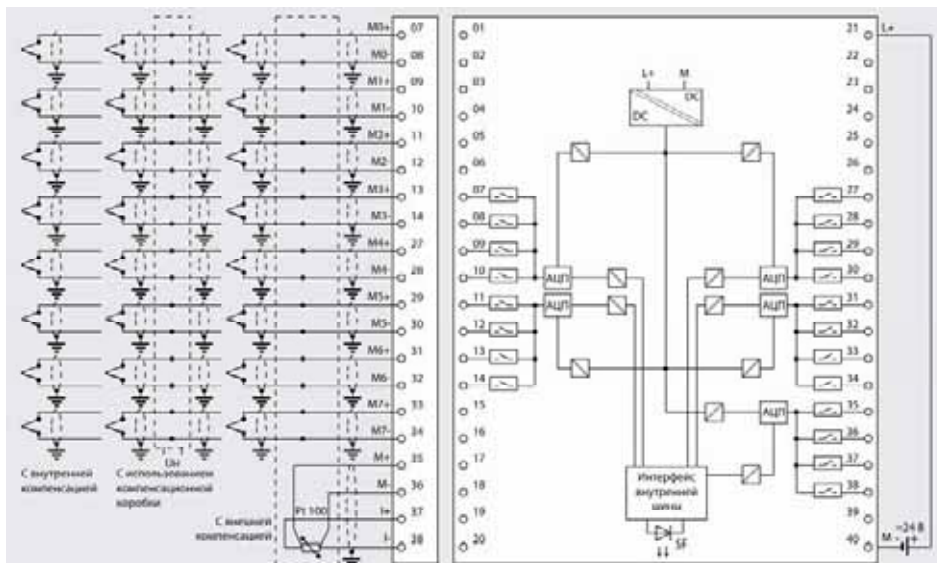 M0+ 07
M0- 08
M1+ 09
M1- 10
M2+ 11
M2- 12
M3+ 13
M3- 14
M4+ 27
M4- 28
M5+ 29
M5- 30
M6+ 31
M6- 32
M7+ 33
M7- 34
M+ 35
M- 36
I+ 37
I- 38
С внутренней
компенсацией
С использованием
компенсационной
коробки
Uн
С внешней
компенсацией
Pt 100
01
02
03
04
05
06
07
08
09
10
11
12
13
14
15
16
17
18
19
20
L+ M
DC
DC
АЦП
АЦП
АЦП
АЦП
АЦП
Интерфейс
внутренней
шины
SF
21 L+
22
23
24
25
26
27
28
29
30
31
32
33
34
35
36
37
38
39
40 M - +
=24 В